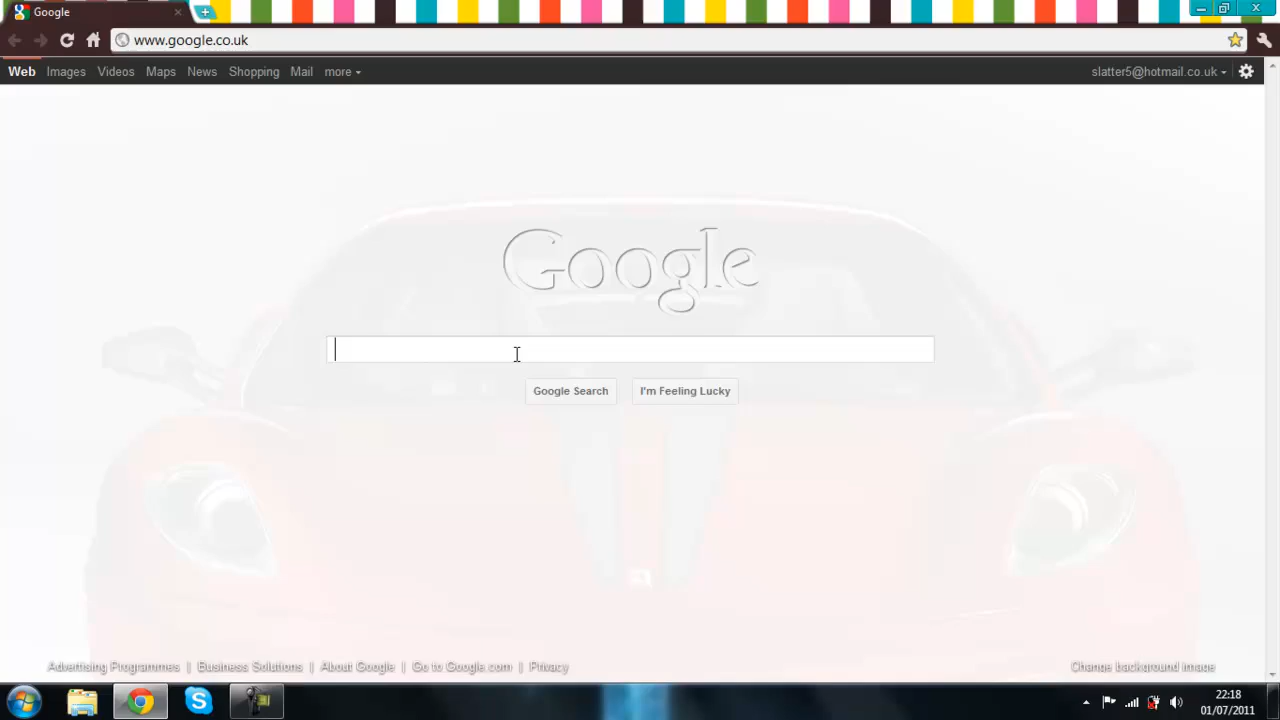 Google
www.google.co.uk
Web Images Videos Maps News Shopping Mail more
slatter5@hotmail.co.uk
Google
Google Search
I'm Feeling Lucky
Advertising Programmes | Business Solutions | About Google | Go to Google.com | Privacy
Change background image
22:18
01/07/2011